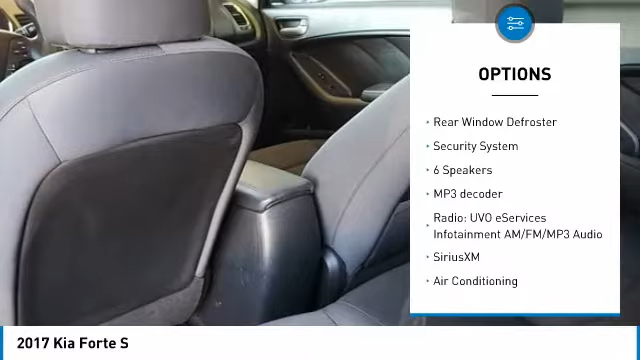 OPTIONS
Rear Window Defroster
Security System
6 Speakers
MP3 decoder
Radio: UVO eServices
Infotainment AM/FM/MP3 Audio
SiriusXM
Air Conditioning
2017 Kia Forte S